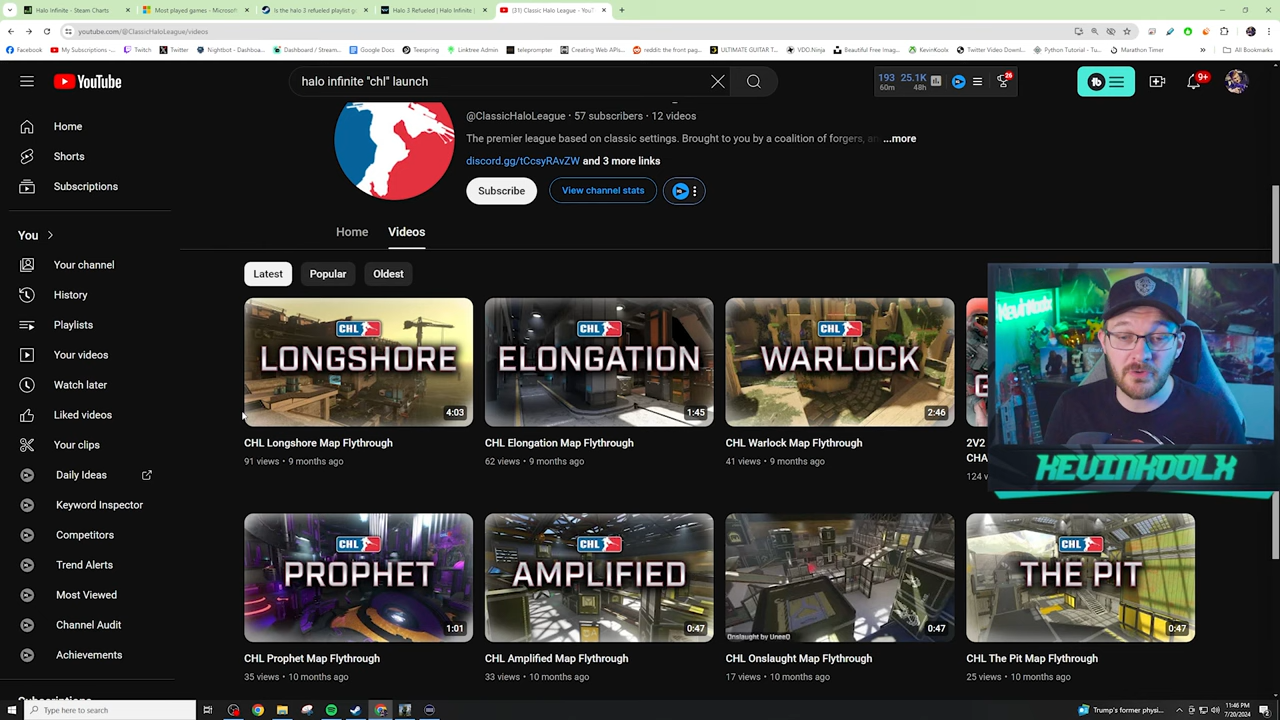 Halo Infinite - Steam Charts
Most played games - Microsoft
Is the halo 3 refueled playlist g
Halo 3 Refueled | Halo Infinite |
(31) Classic Halo League - YouT
youtube.com/@ClassicHaloLeague/videos
Facebook My Subscriptions -... Twitch Twitter Nightbot - Dashboard Dashboard / Stream... Google Docs Teespring Linktree Admin teleprompter Creating Web APIs... reddit: the front pag... ULTIMATE GUITAR T... VDO.Ninja Beautiful Free Imag... KevinKoolx Twitter Video Downl... Python Tutorial - Tu... Marathon Timer » All Bookmarks
YouTube
halo infinite "chl" launch
193 25.1K
60m 48h
26
tb
9+
Home
Shorts
Subscriptions
You
Your channel
History
Playlists
Your videos
Watch later
Liked videos
Your clips
Daily Ideas
Keyword Inspector
Competitors
Trend Alerts
Most Viewed
Channel Audit
Achievements
@ClassicHaloLeague • 57 subscribers • 12 videos
The premier league based on classic settings. Brought to you by a coalition of forgers, ...more
discord.gg/tCcsyRAvZW and 3 more links
Subscribe
View channel stats
Home
Videos
Latest
Popular
Oldest
CHL
LONGSHORE
4:03
CHL
ELONGATION
1:45
CHL
WARLOCK
2:46
CHL Longshore Map Flythrough
91 views • 9 months ago
CHL Elongation Map Flythrough
62 views • 9 months ago
CHL Warlock Map Flythrough
41 views • 9 months ago
2V2
CHA
124 v
KEVINKOOLX
KEVINKOOLX
CHL
PROPHET
1:01
CHL
AMPLIFIED
0:47
Onslaught by UneeQ
0:47
CHL
THE PIT
0:47
CHL Prophet Map Flythrough
35 views • 10 months ago
CHL Amplified Map Flythrough
33 views • 10 months ago
CHL Onslaught Map Flythrough
17 views • 10 months ago
CHL The Pit Map Flythrough
25 views • 10 months ago
Type here to search
Trump's former physi...
11:46 PM
7/20/2024
2